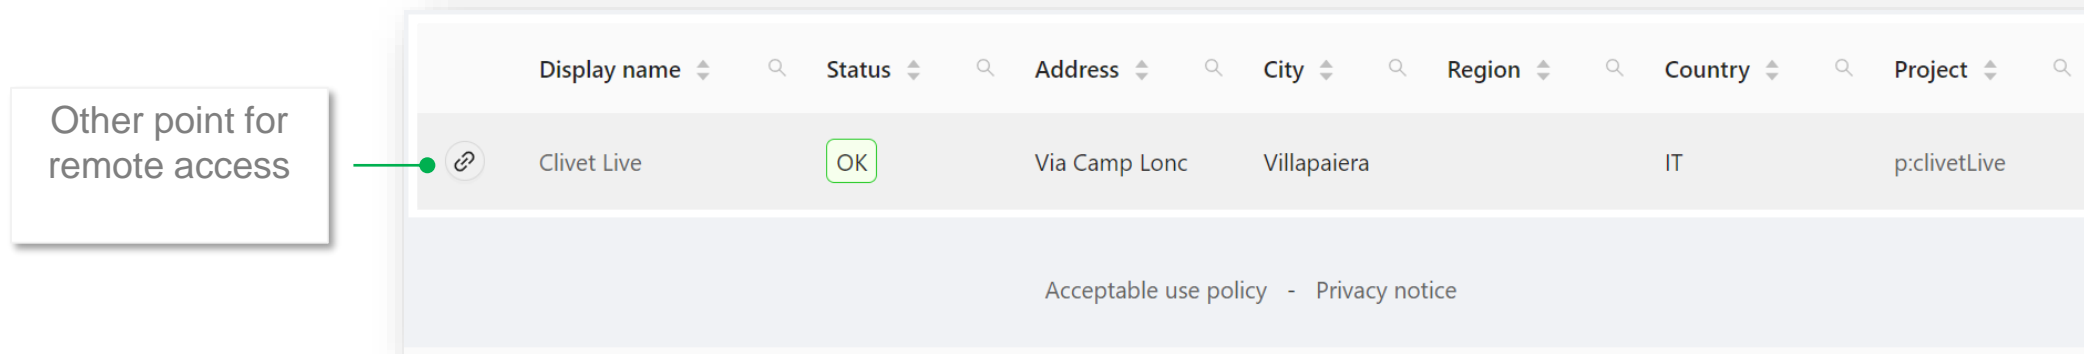 Other point for
remote access
Display name Status Address City Region Country Project
Clivet Live OK Via Camp Lonc Villapaiera IT p:clivetLive
Acceptable use policy - Privacy notice